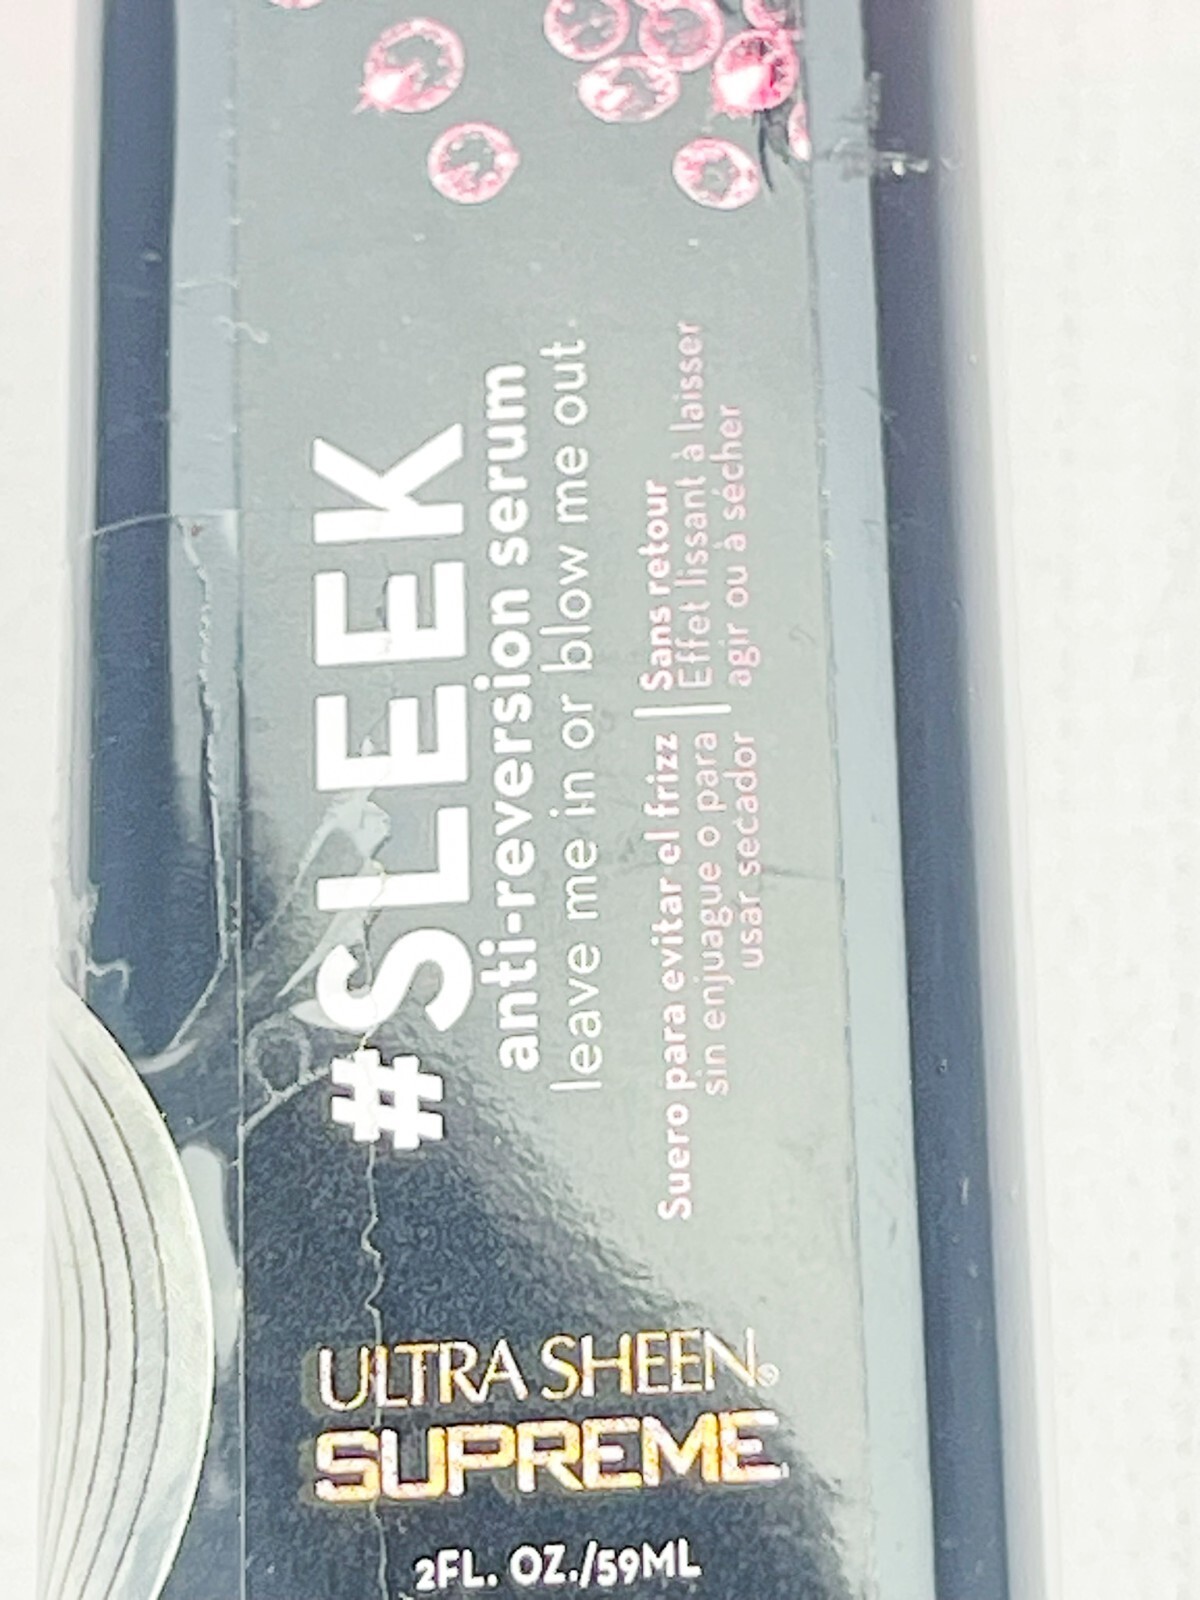 #SLEEK
anti-reversion serum
leave me in or blow me out
Suero para evitar el frizz
sin enjuague o para
usar secador
Sans retour
Effet lissant à laisser
agir ou à sécher
ULTRA SHEEN®
SUPREME
2FL. OZ./59ML